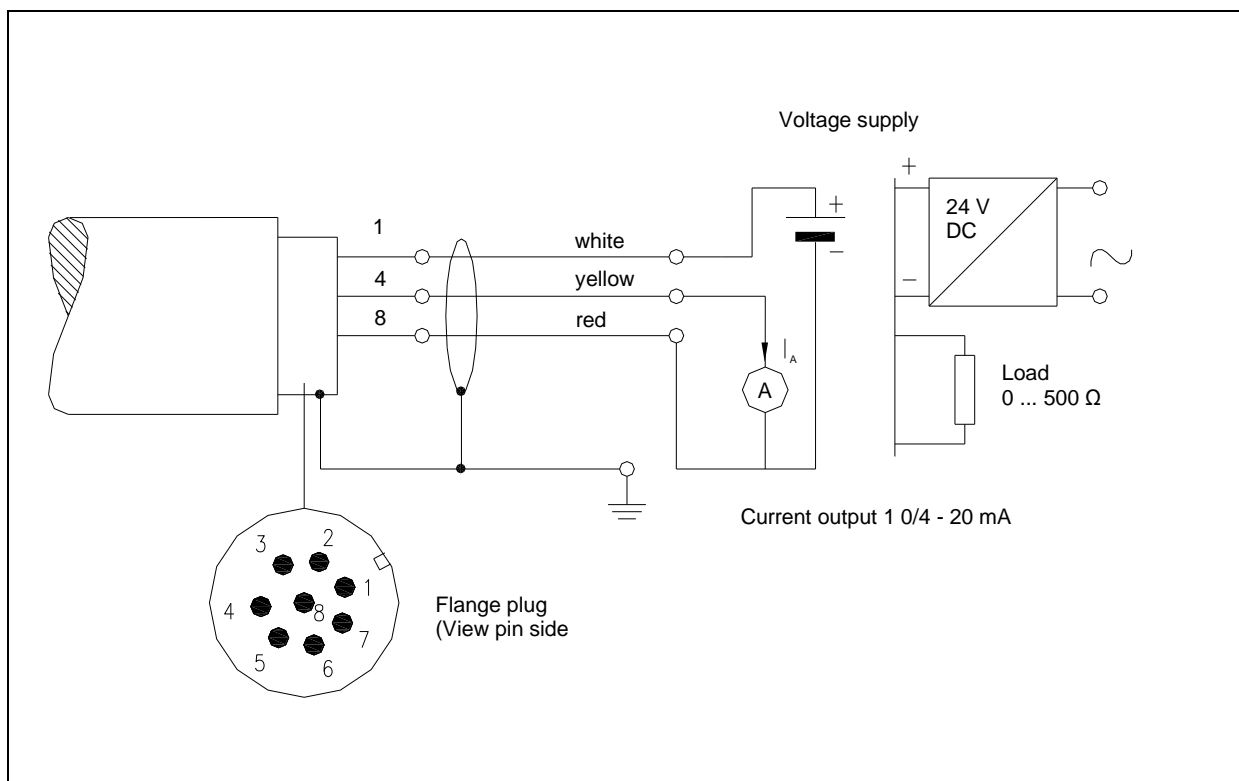 Voltage supply
+
24 V
DC
−
+
−
1
white
4
yellow
8
red
I A
A
Load
0 ... 500 Ω
Current output 1 0/4 - 20 mA
3
2
1
4
8
7
5
6
Flange plug
(View pin side